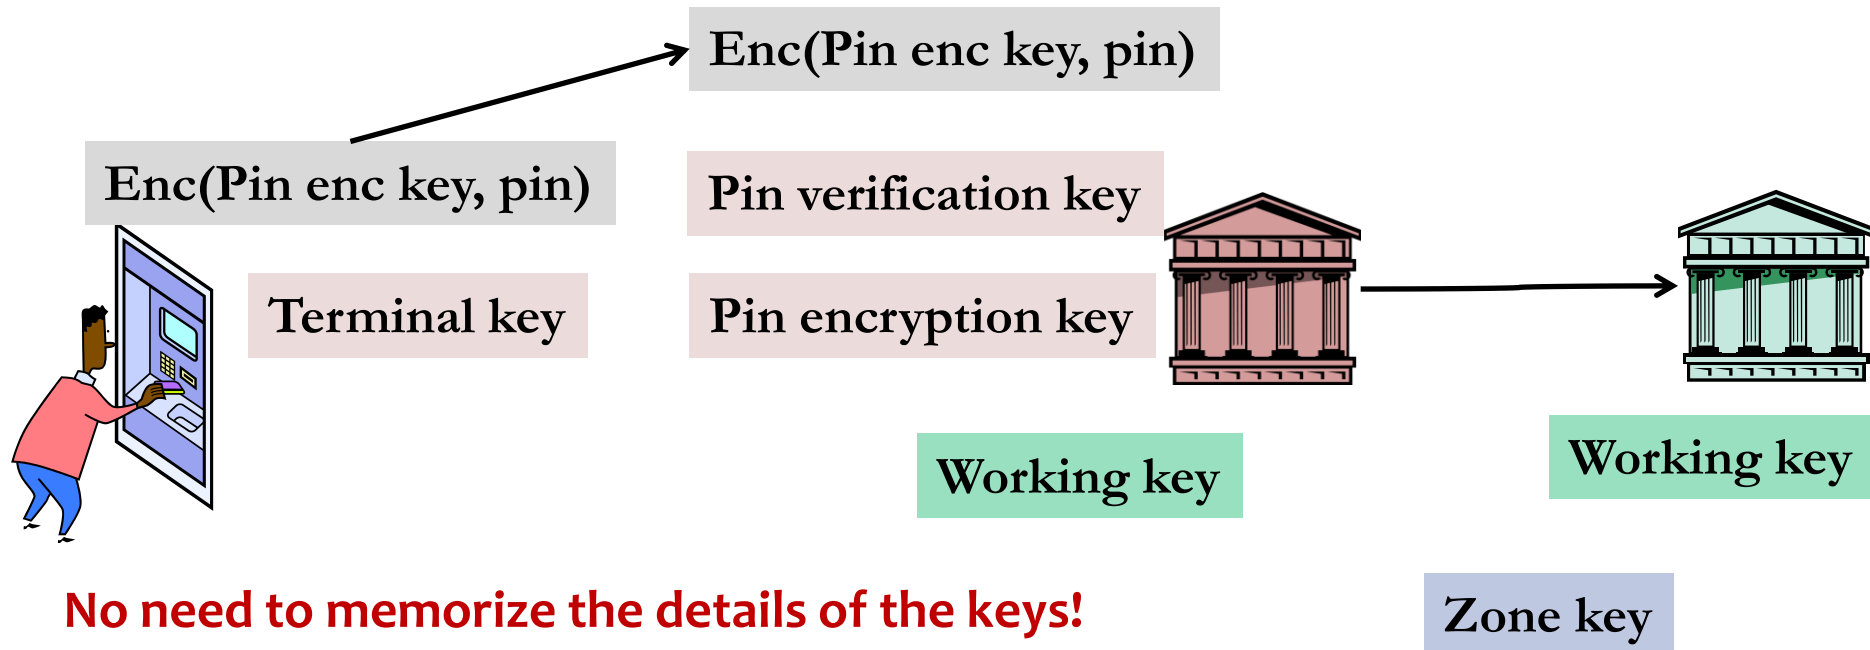 Enc(Pin enc key, pin)
Enc(Pin enc key, pin)
Pin verification key
Terminal key
Pin encryption key
Working key
Working key
No need to memorize the details of the keys!
Zone key